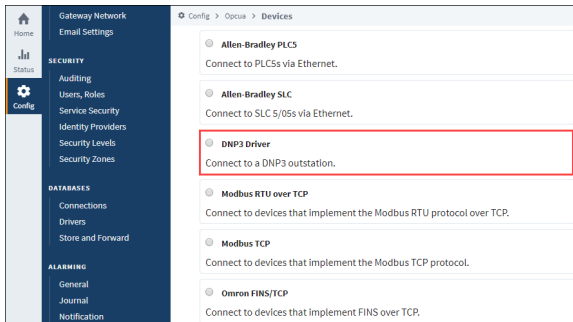 Home
Status
Config
Gateway Network
Email Settings
SECURITY
Auditing
Users, Roles
Service Security
Identity Providers
Security Levels
Security Zones
DATABASES
Connections
Drivers
Store and Forward
ALARMING
General
Journal
Notification
Config > Opcua > Devices
Allen-Bradley PLC5
Connect to PLC5s via Ethernet.
Allen-Bradley SLC
Connect to SLC 5/05s via Ethernet.
DNP3 Driver
Connect to a DNP3 outstation.
Modbus RTU over TCP
Connect to devices that implement the Modbus RTU protocol over TCP.
Modbus TCP
Connect to devices that implement the Modbus TCP protocol.
Omron FINS/TCP
Connect to devices that implement FINS over TCP.